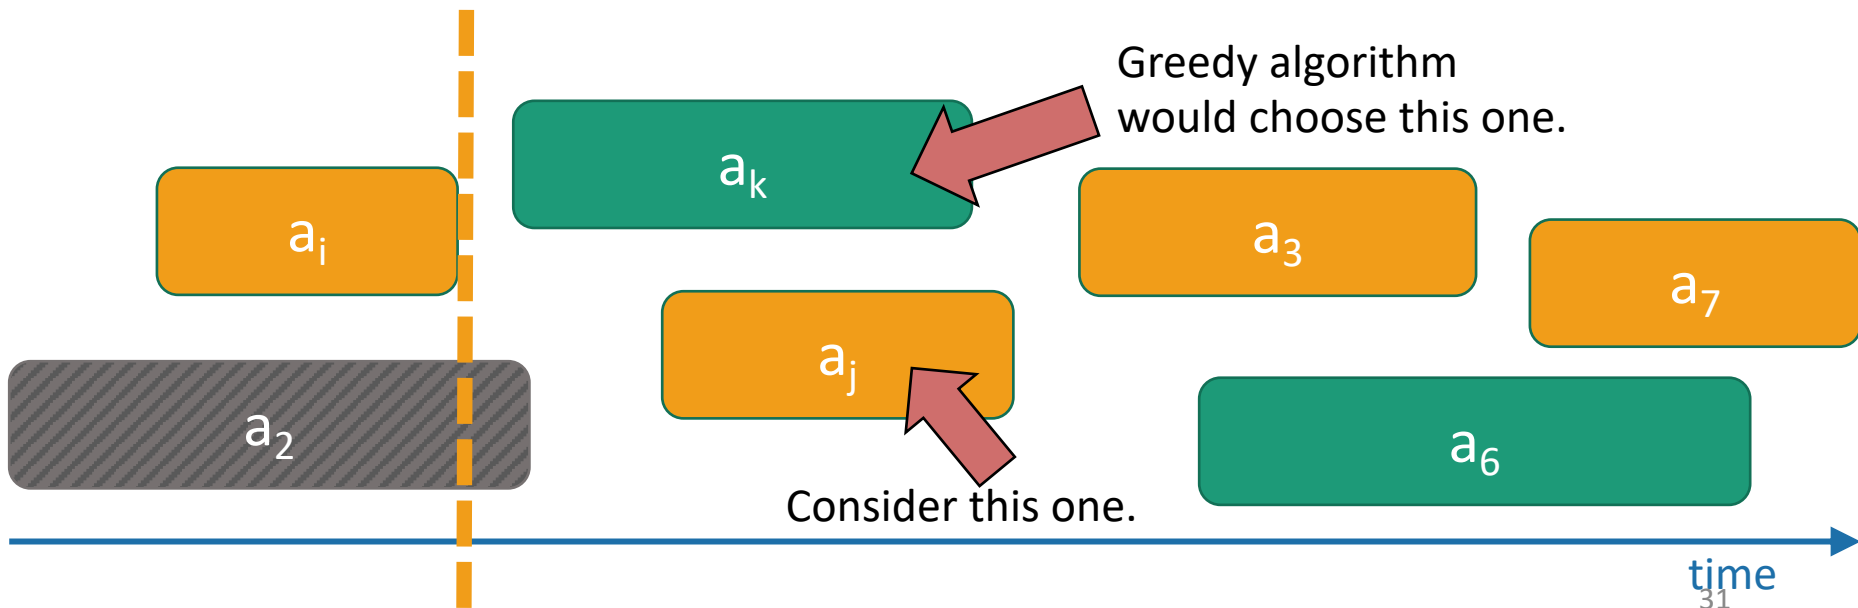 Greedy algorithm
would choose this one.
aₖ
aᵢ
a₃
a₇
aⱼ
a₂
a₆
Consider this one.
time
31